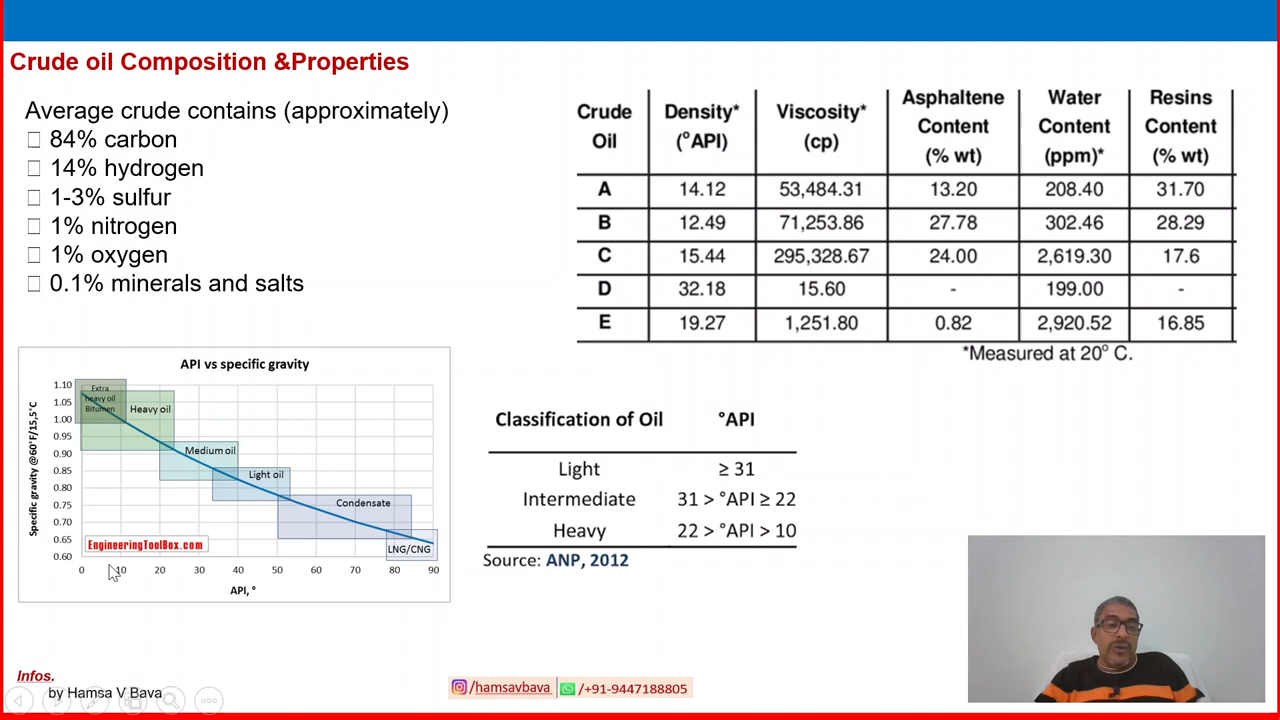 Crude oil Composition &Properties
Average crude contains (approximately)
84% carbon
14% hydrogen
1-3% sulfur
1% nitrogen
1% oxygen
0.1% minerals and salts
Crude Oil | Density* (°API) | Viscosity* (cp) | Asphaltene Content (% wt) | Water Content (ppm)* | Resins Content (% wt)
A 14.12 53,484.31 13.20 208.40 31.70
B 12.49 71,253.86 27.78 302.46 28.29
C 15.44 295,328.67 24.00 2,619.30 17.6
D 32.18 15.60 - 199.00 -
E 19.27 1,251.80 0.82 2,920.52 16.85
*Measured at 20° C.
API vs specific gravity
Specific gravity @60°F/15,5°C
1.10
1.05
1.00
0.95
0.90
0.85
0.80
0.75
0.70
0.65
0.60
Extra
heavy oil
Bitumen
Heavy oil
Medium oil
Light oil
Condensate
LNG/CNG
EngineeringToolBox.com
0 10 20 30 40 50 60 70 80 90
API, °
Classification of Oil °API
Light ≥ 31
Intermediate 31 > °API ≥ 22
Heavy 22 > °API > 10
Source: ANP, 2012
Infos.
by Hamsa V Bava
/hamsavbava /+91-9447188805